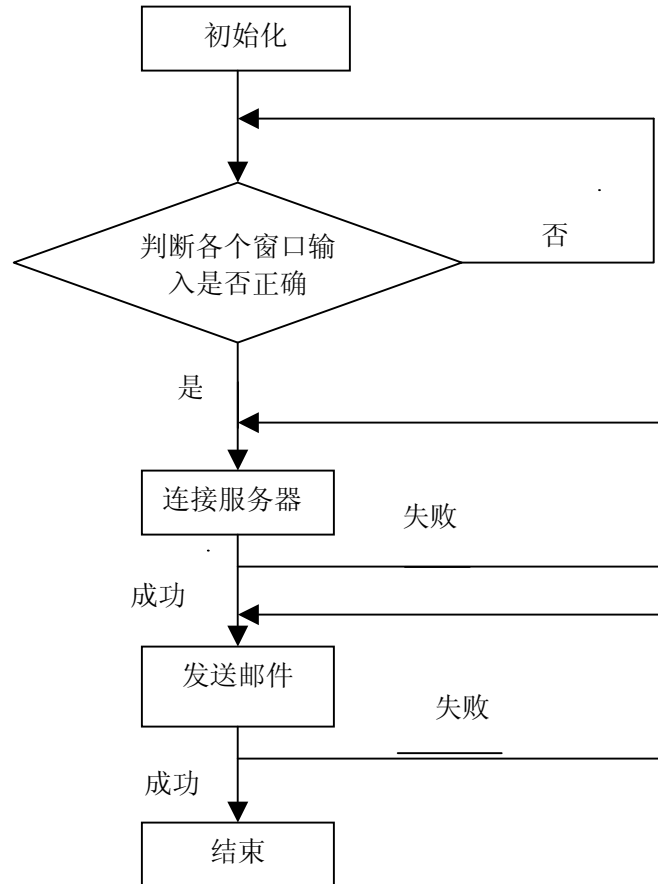 初始化
判断各个窗口输
入是否正确
否
是
连接服务器
失败
成功
发送邮件
失败
成功
结束